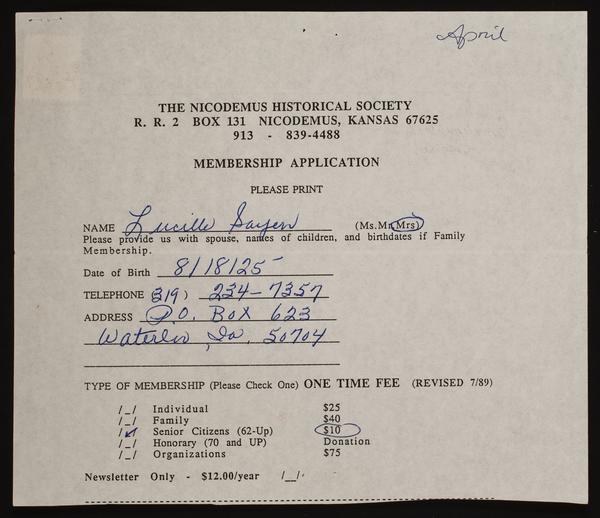 April
THE NICODEMUS HISTORICAL SOCIETY
R. R. 2 BOX 131 NICODEMUS, KANSAS 67625
913 - 839-4488
MEMBERSHIP APPLICATION
PLEASE PRINT
NAME Lucille Sayers (Ms.Mr.Mrs)
Please provide us with spouse, names of children, and birthdates if Family
Membership.
Date of Birth 8/18/25
TELEPHONE (319) 234-7357
ADDRESS P.O. Box 623
Waterloo, Ia. 50704
TYPE OF MEMBERSHIP (Please Check One) ONE TIME FEE (REVISED 7/89)
/_/ Individual $25
/_/ Family $40
/✓/ Senior Citizens (62-Up) $10
/_/ Honorary (70 and UP) Donation
/_/ Organizations $75
Newsletter Only - $12.00/year /__/.